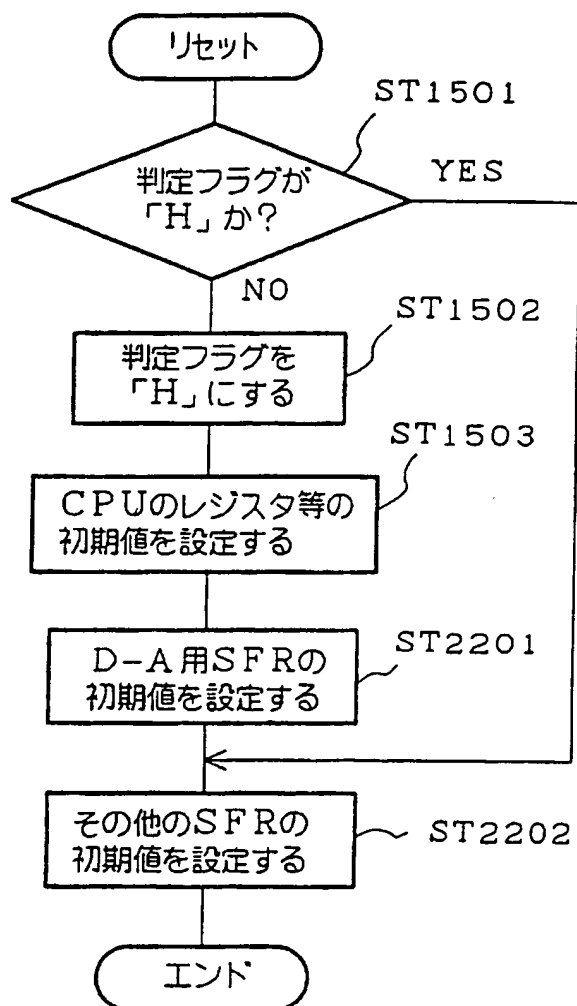 リセット
ST1501
判定フラグが
「H」か?
YES
NO
ST1502
判定フラグを
「H」にする
ST1503
CPUのレジスタ等の
初期値を設定する
ST2201
D-A用SFRの
初期値を設定する
その他のSFRの
初期値を設定する
ST2202
エンド